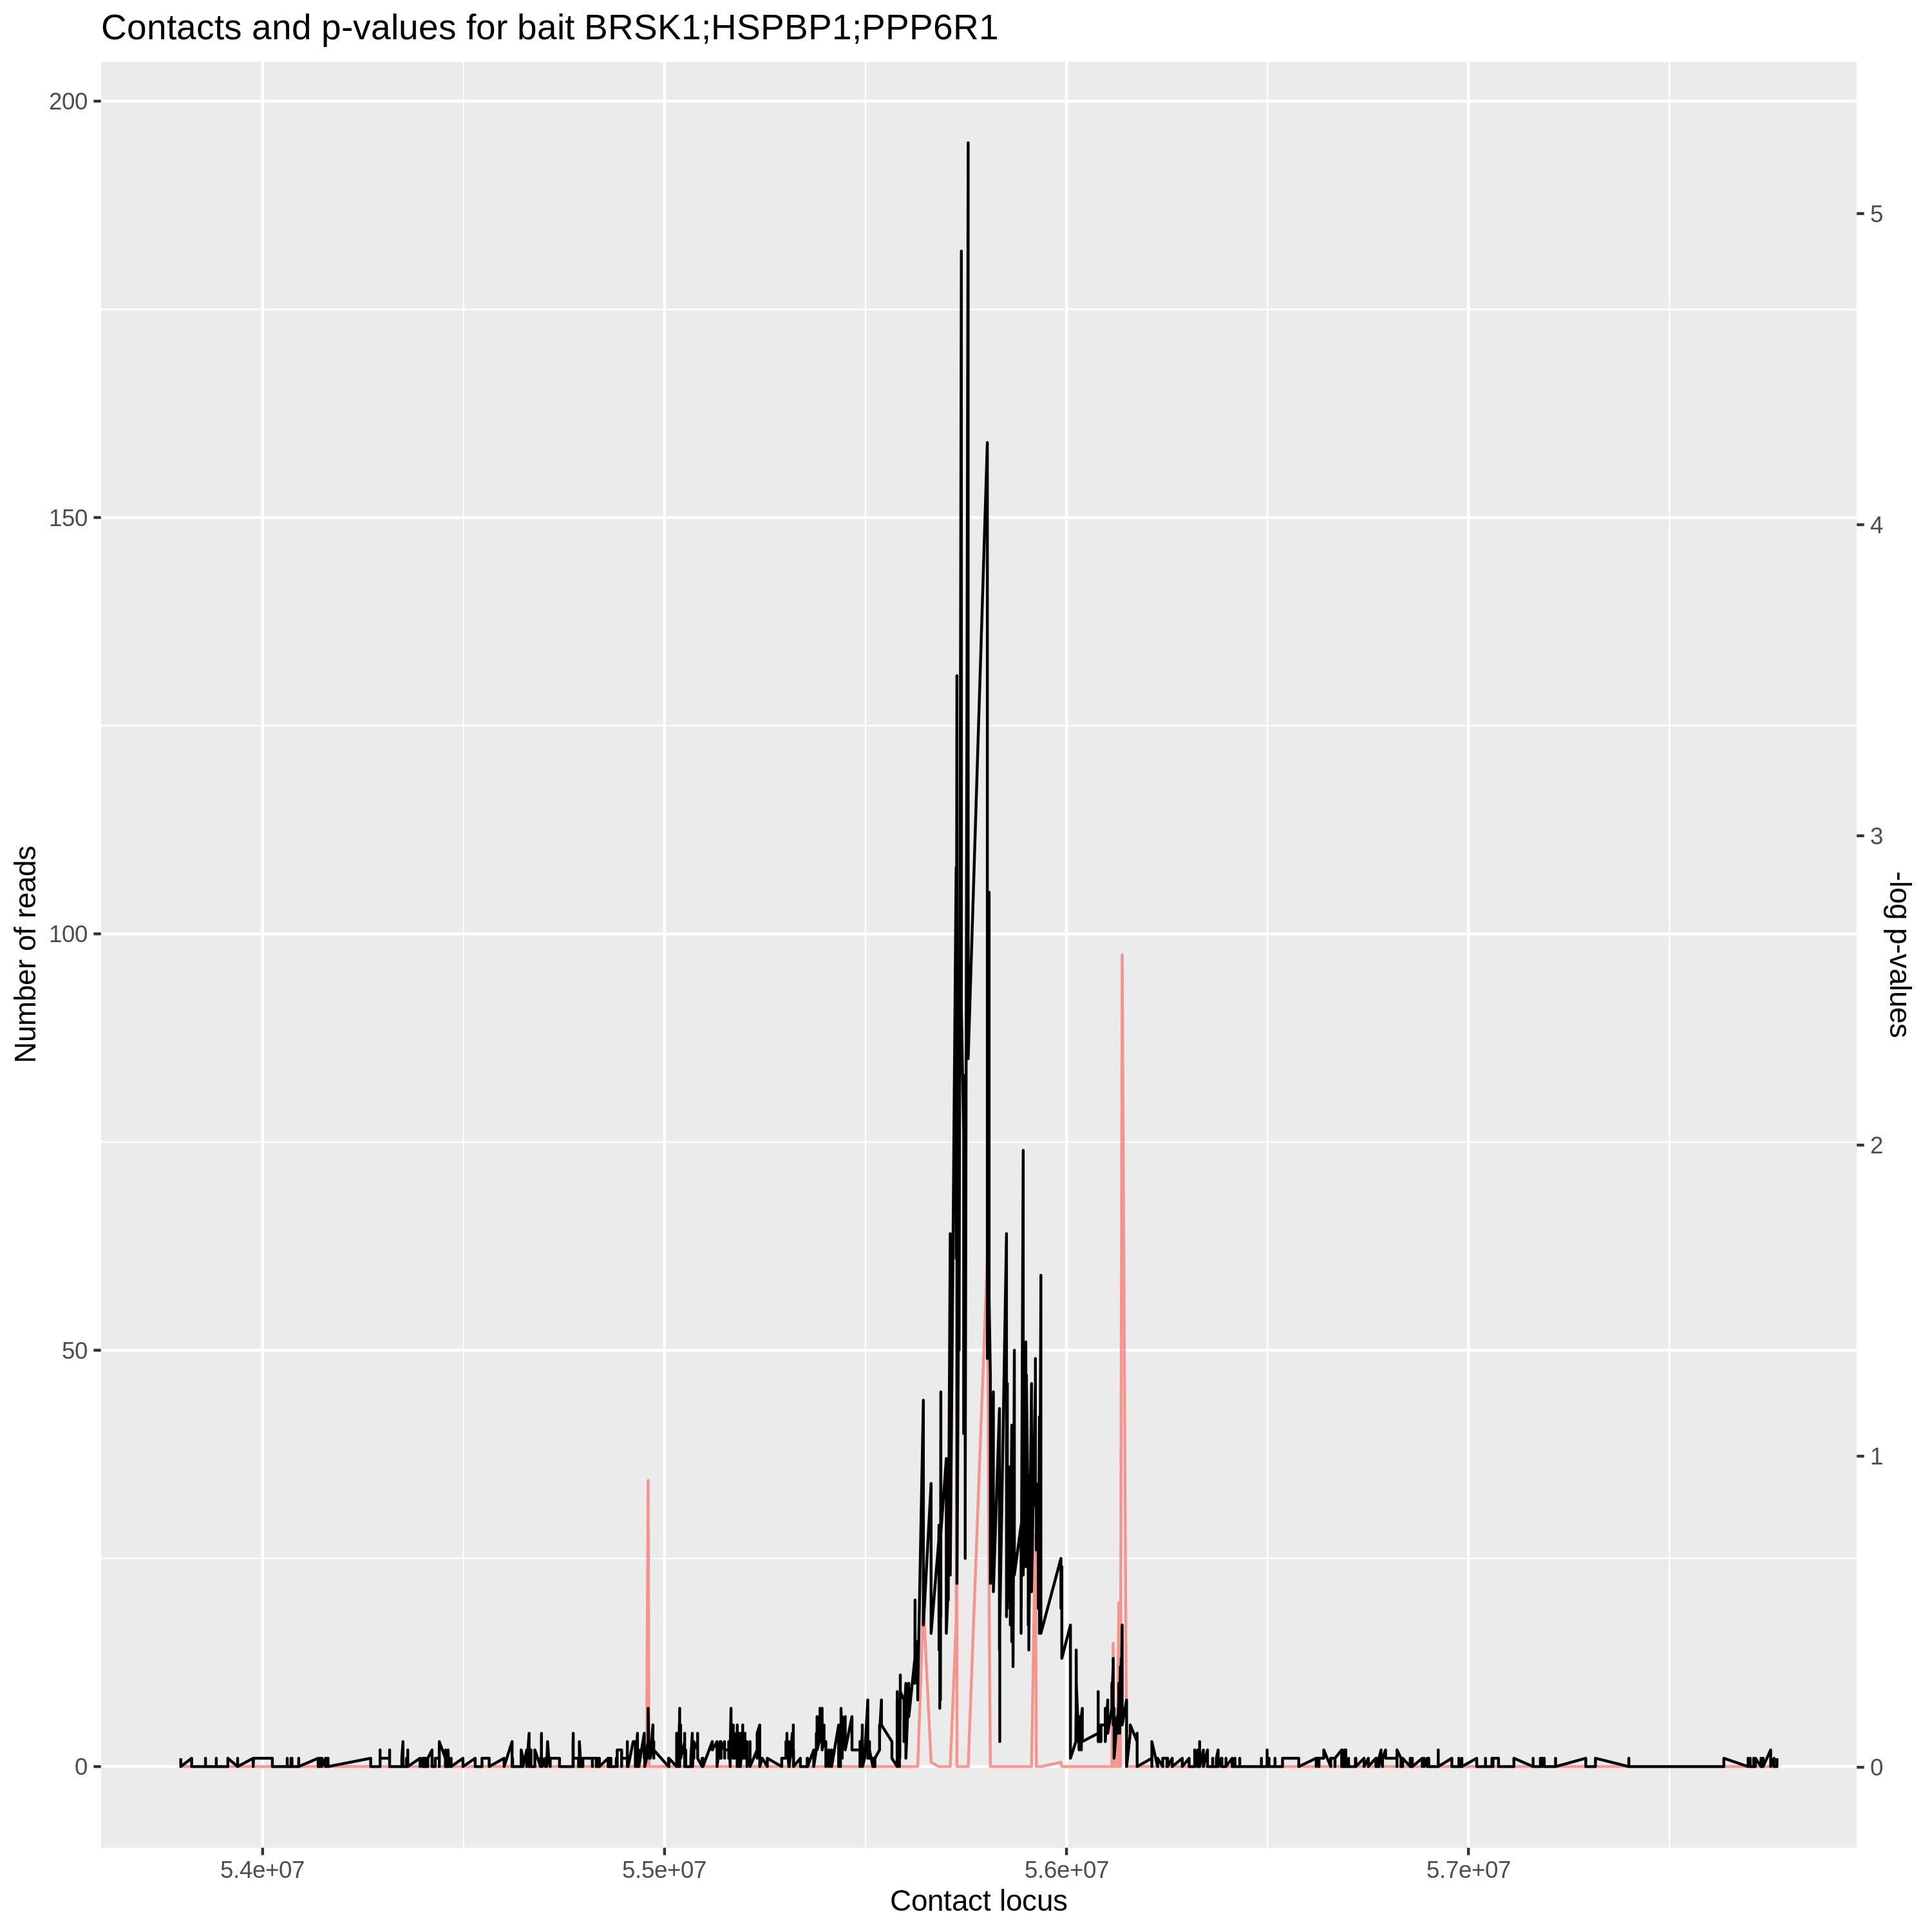 Contacts and p-values for bait BRSK1;HSPBP1;PPP6R1
200
150
100
50
0
Number of reads
5
4
3
2
1
0
-log p-values
5.4e+07
5.5e+07
5.6e+07
5.7e+07
Contact locus